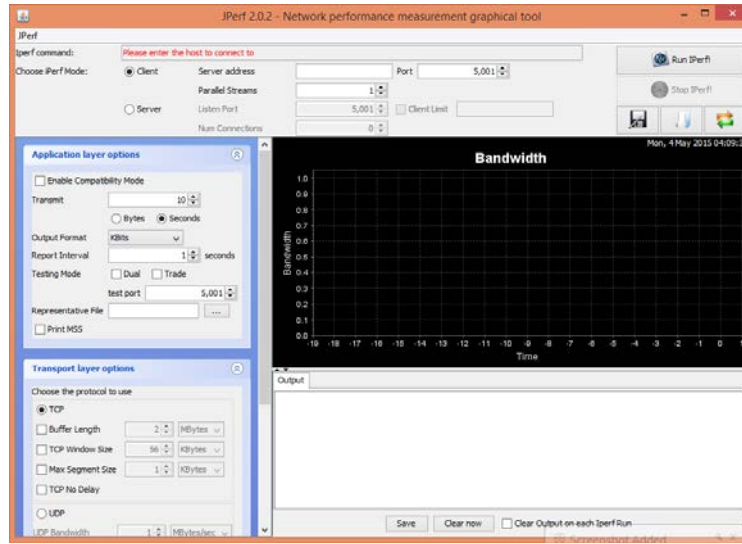 JPerf 2.0.2 - Network performance measurement graphical tool
JPerf
Iperf command: Please enter the host to connect to
Choose iPerf Mode: Client Server address Port 5,001
Parallel Streams 1
Server Listen Port 5,001 Client Limit
Num Connections 0
Run IPerf!
Stop IPerf!
Application layer options
Enable Compatibility Mode
Transmit 10
Bytes Seconds
Output Format KBits
Report Interval 1 seconds
Testing Mode Dual Trade
test port 5,001
Representative File ...
Print MSS
Transport layer options
Choose the protocol to use
TCP
Buffer Length 2 MBytes
TCP Window Size 56 KBytes
Max Segment Size 1 KBytes
TCP No Delay
UDP
UDP Bandwidth 1 MBytes/sec
Mon, 4 May 2015 04:09:
Bandwidth
1.0
0.9
0.8
0.7
0.6
0.5
0.4
0.3
0.2
0.1
0.0
Bandwidth
-19 -18 -17 -16 -15 -14 -13 -12 -11 -10 -9 -8 -7 -6 -5 -4 -3 -2 -1 0
Time
Output
Save Clear now Clear Output on each Iperf Run
Screenshot Added